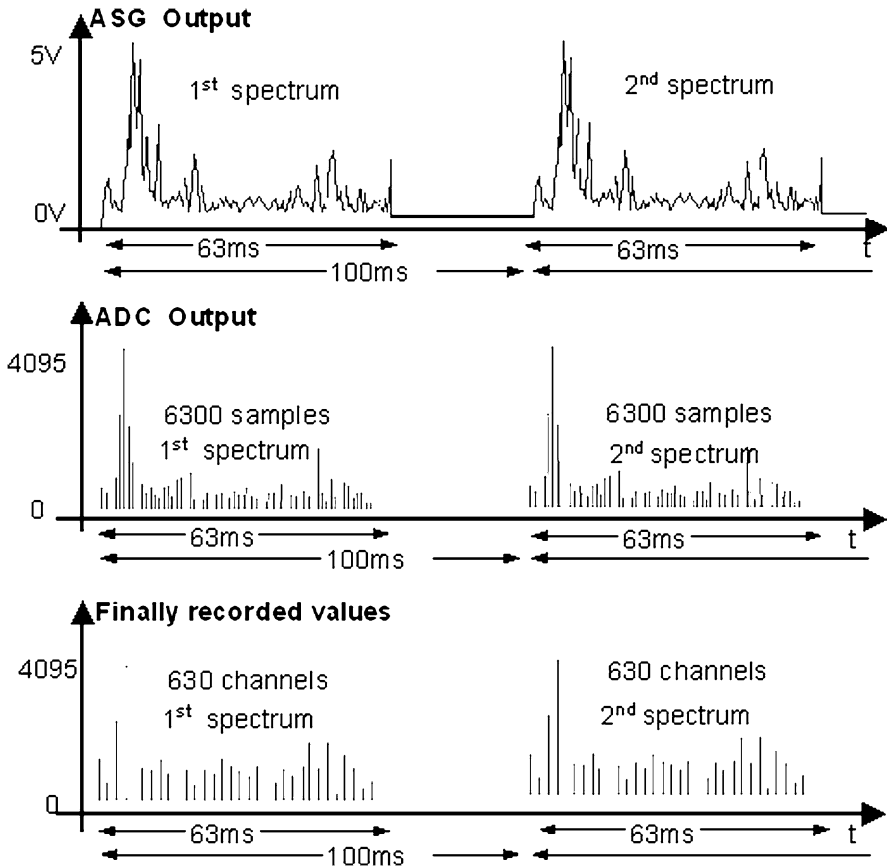 ASG Output
5V
1st spectrum
2nd spectrum
0V
63ms
63ms
t
100ms
ADC Output
4095
6300 samples
1st spectrum
6300 samples
2nd spectrum
0
63ms
63ms
t
100ms
Finally recorded values
4095
630 channels
1st spectrum
630 channels
2nd spectrum
0
63ms
63ms
t
100ms